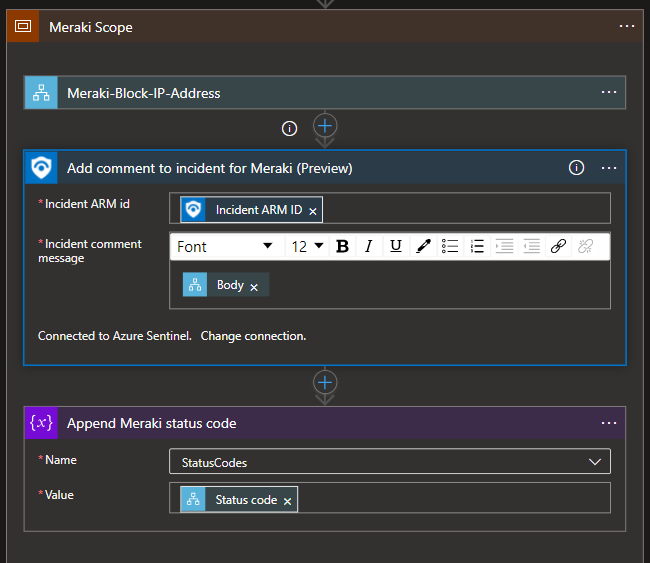 Meraki Scope
Meraki-Block-IP-Address
Add comment to incident for Meraki (Preview)
* Incident ARM id
Incident ARM ID ×
* Incident comment
message
Font 12 B I U
Body ×
Connected to Azure Sentinel. Change connection.
{x} Append Meraki status code
* Name
StatusCodes
* Value
Status code ×